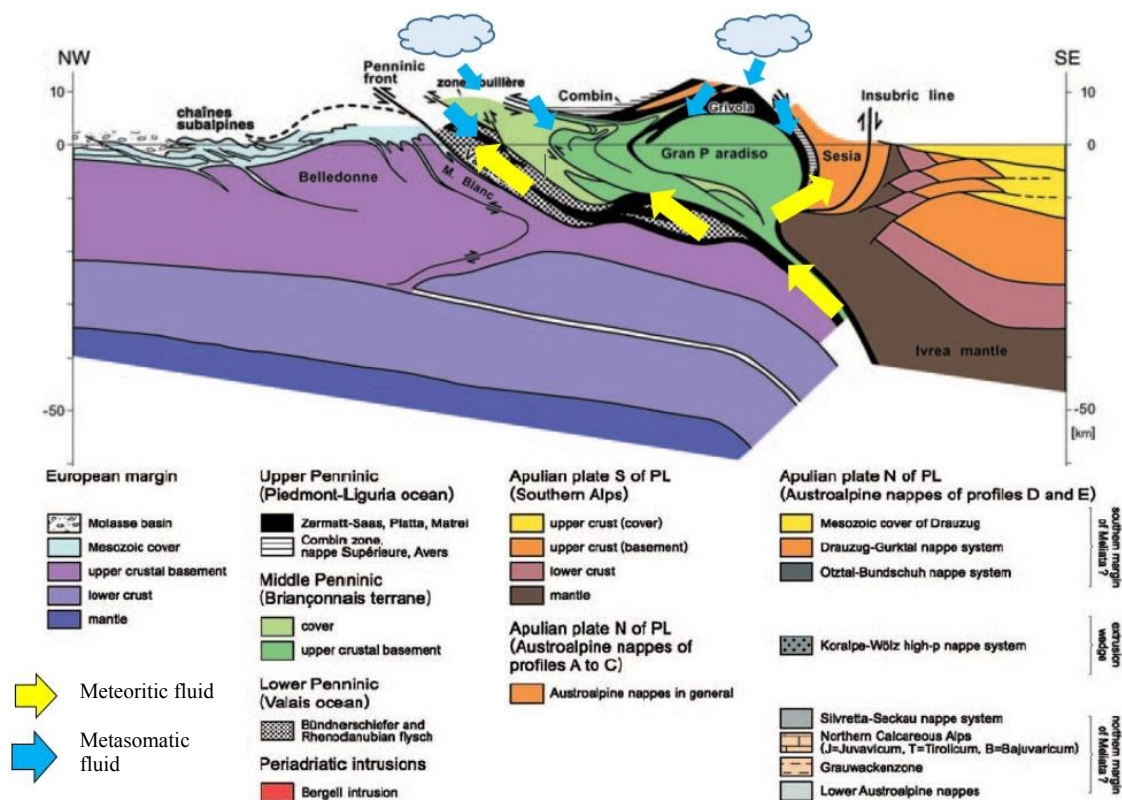 NW
SE
Penninic
front
zone houillère
Combin
Grivola
Insubric line
chaînes
subalpines
10
10
0
0
Belledonne
M. Blanc
Gran P aradiso
Sesia
Ivrea mantle
-50
-50
[km]
European margin
Molasse basin
Mesozoic cover
upper crustal basement
lower crust
mantle
Upper Penninic
(Piedmont-Liguria ocean)
Zermatt-Saas, Platta, Matrei
Combin zone,
nappe Supérieure, Avers
Middle Penninic
(Briançonnais terrane)
cover
upper crustal basement
Lower Penninic
(Valais ocean)
Bündnerschiefer and
Rhenodanubian flysch
Periadriatic intrusions
Bergell intrusion
Apulian plate S of PL
(Southern Alps)
upper crust (cover)
upper crust (basement)
lower crust
mantle
Apulian plate N of PL
(Austroalpine nappes of
profiles A to C)
Austroalpine nappes in general
Apulian plate N of PL
(Austroalpine nappes of profiles D and E)
Mesozoic cover of Drauzug
Drauzug-Gurktal nappe system
Otztal-Bundschuh nappe system
southern margin
of Meliata ?
Koralpe-Wölz high-p nappe system
extrusion
wedge
Silvretta-Seckau nappe system
Northern Calcareous Alps
(J=Juvavicum, T=Tirolicum, B=Bajuvaricum)
Grauwackenzone
Lower Austroalpine nappes
northern margin
of Meliata ?
Meteoritic fluid
Metasomatic
fluid